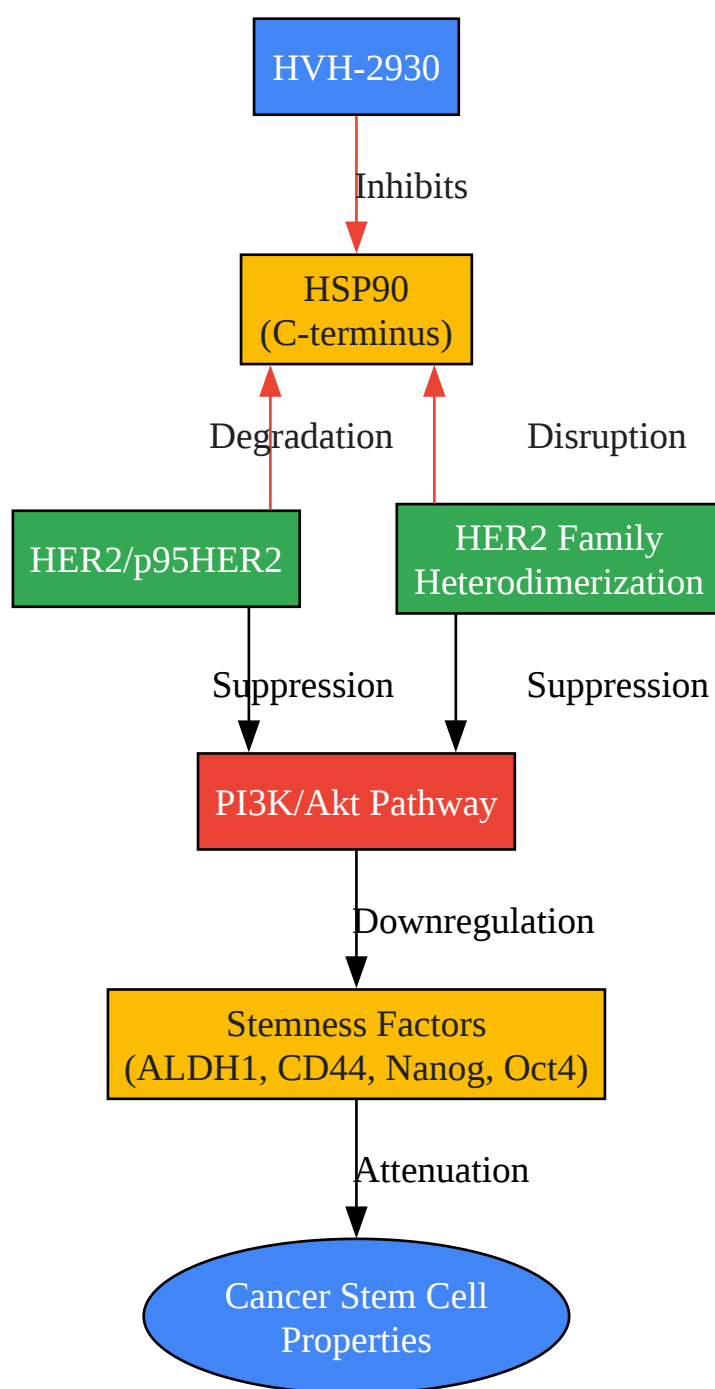 HVH-2930
Inhibits
HSP90
(C-terminus)
Degradation
Disruption
HER2/p95HER2
HER2 Family
Heterodimerization
Suppression
Suppression
PI3K/Akt Pathway
Downregulation
Stemness Factors
(ALDH1, CD44, Nanog, Oct4)
Attenuation
Cancer Stem Cell
Properties